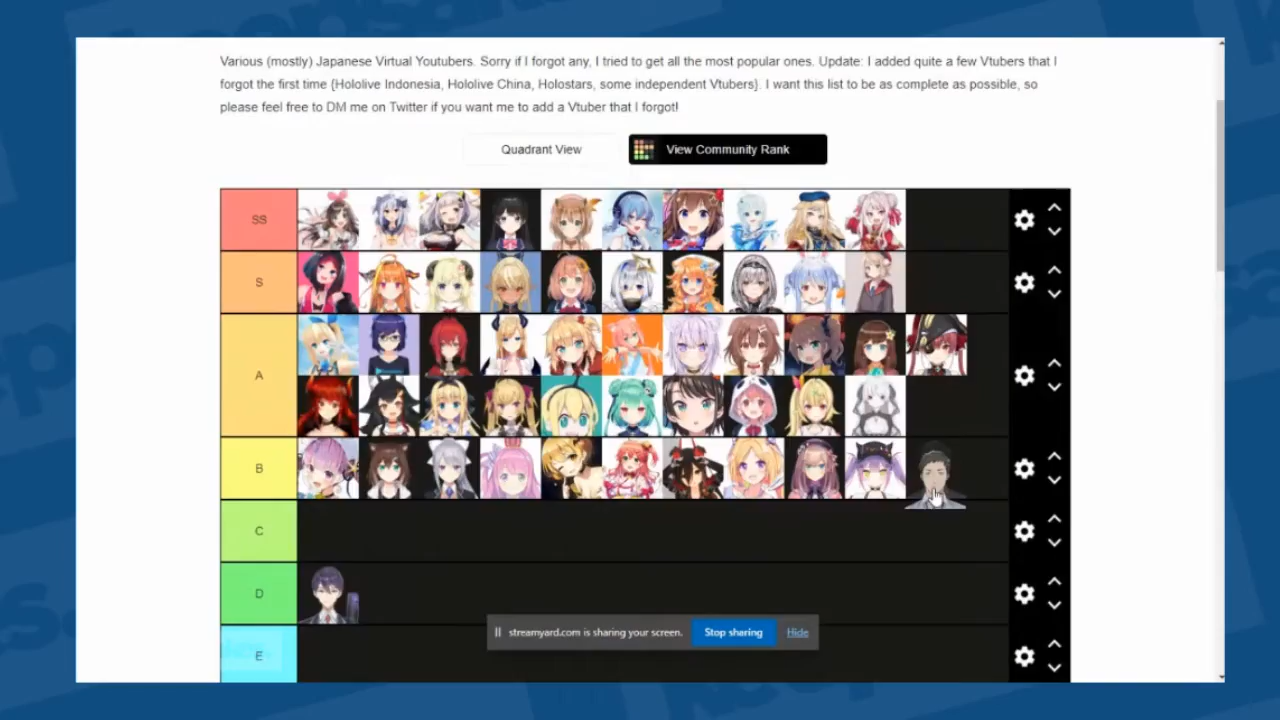 Various (mostly) Japanese Virtual Youtubers. Sorry if I forgot any, I tried to get all the most popular ones. Update: I added quite a few Vtubers that I
forgot the first time {Hololive Indonesia, Hololive China, Holostars, some independent Vtubers}. I want this list to be as complete as possible, so
please feel free to DM me on Twitter if you want me to add a Vtuber that I forgot!
Quadrant View
View Community Rank
SS
S
A
B
C
D
streamyard.com is sharing your screen.
Stop sharing
Hide
E